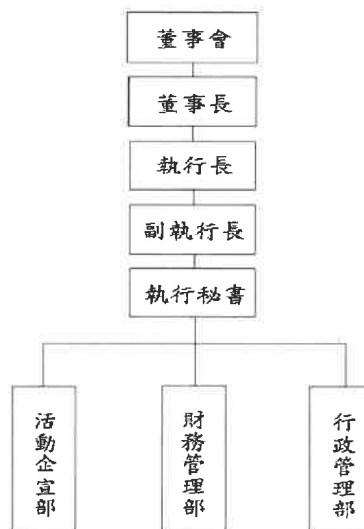 董事會
董事長
執行長
副執行長
執行秘書
活動企宣部
財務管理部
行政管理部